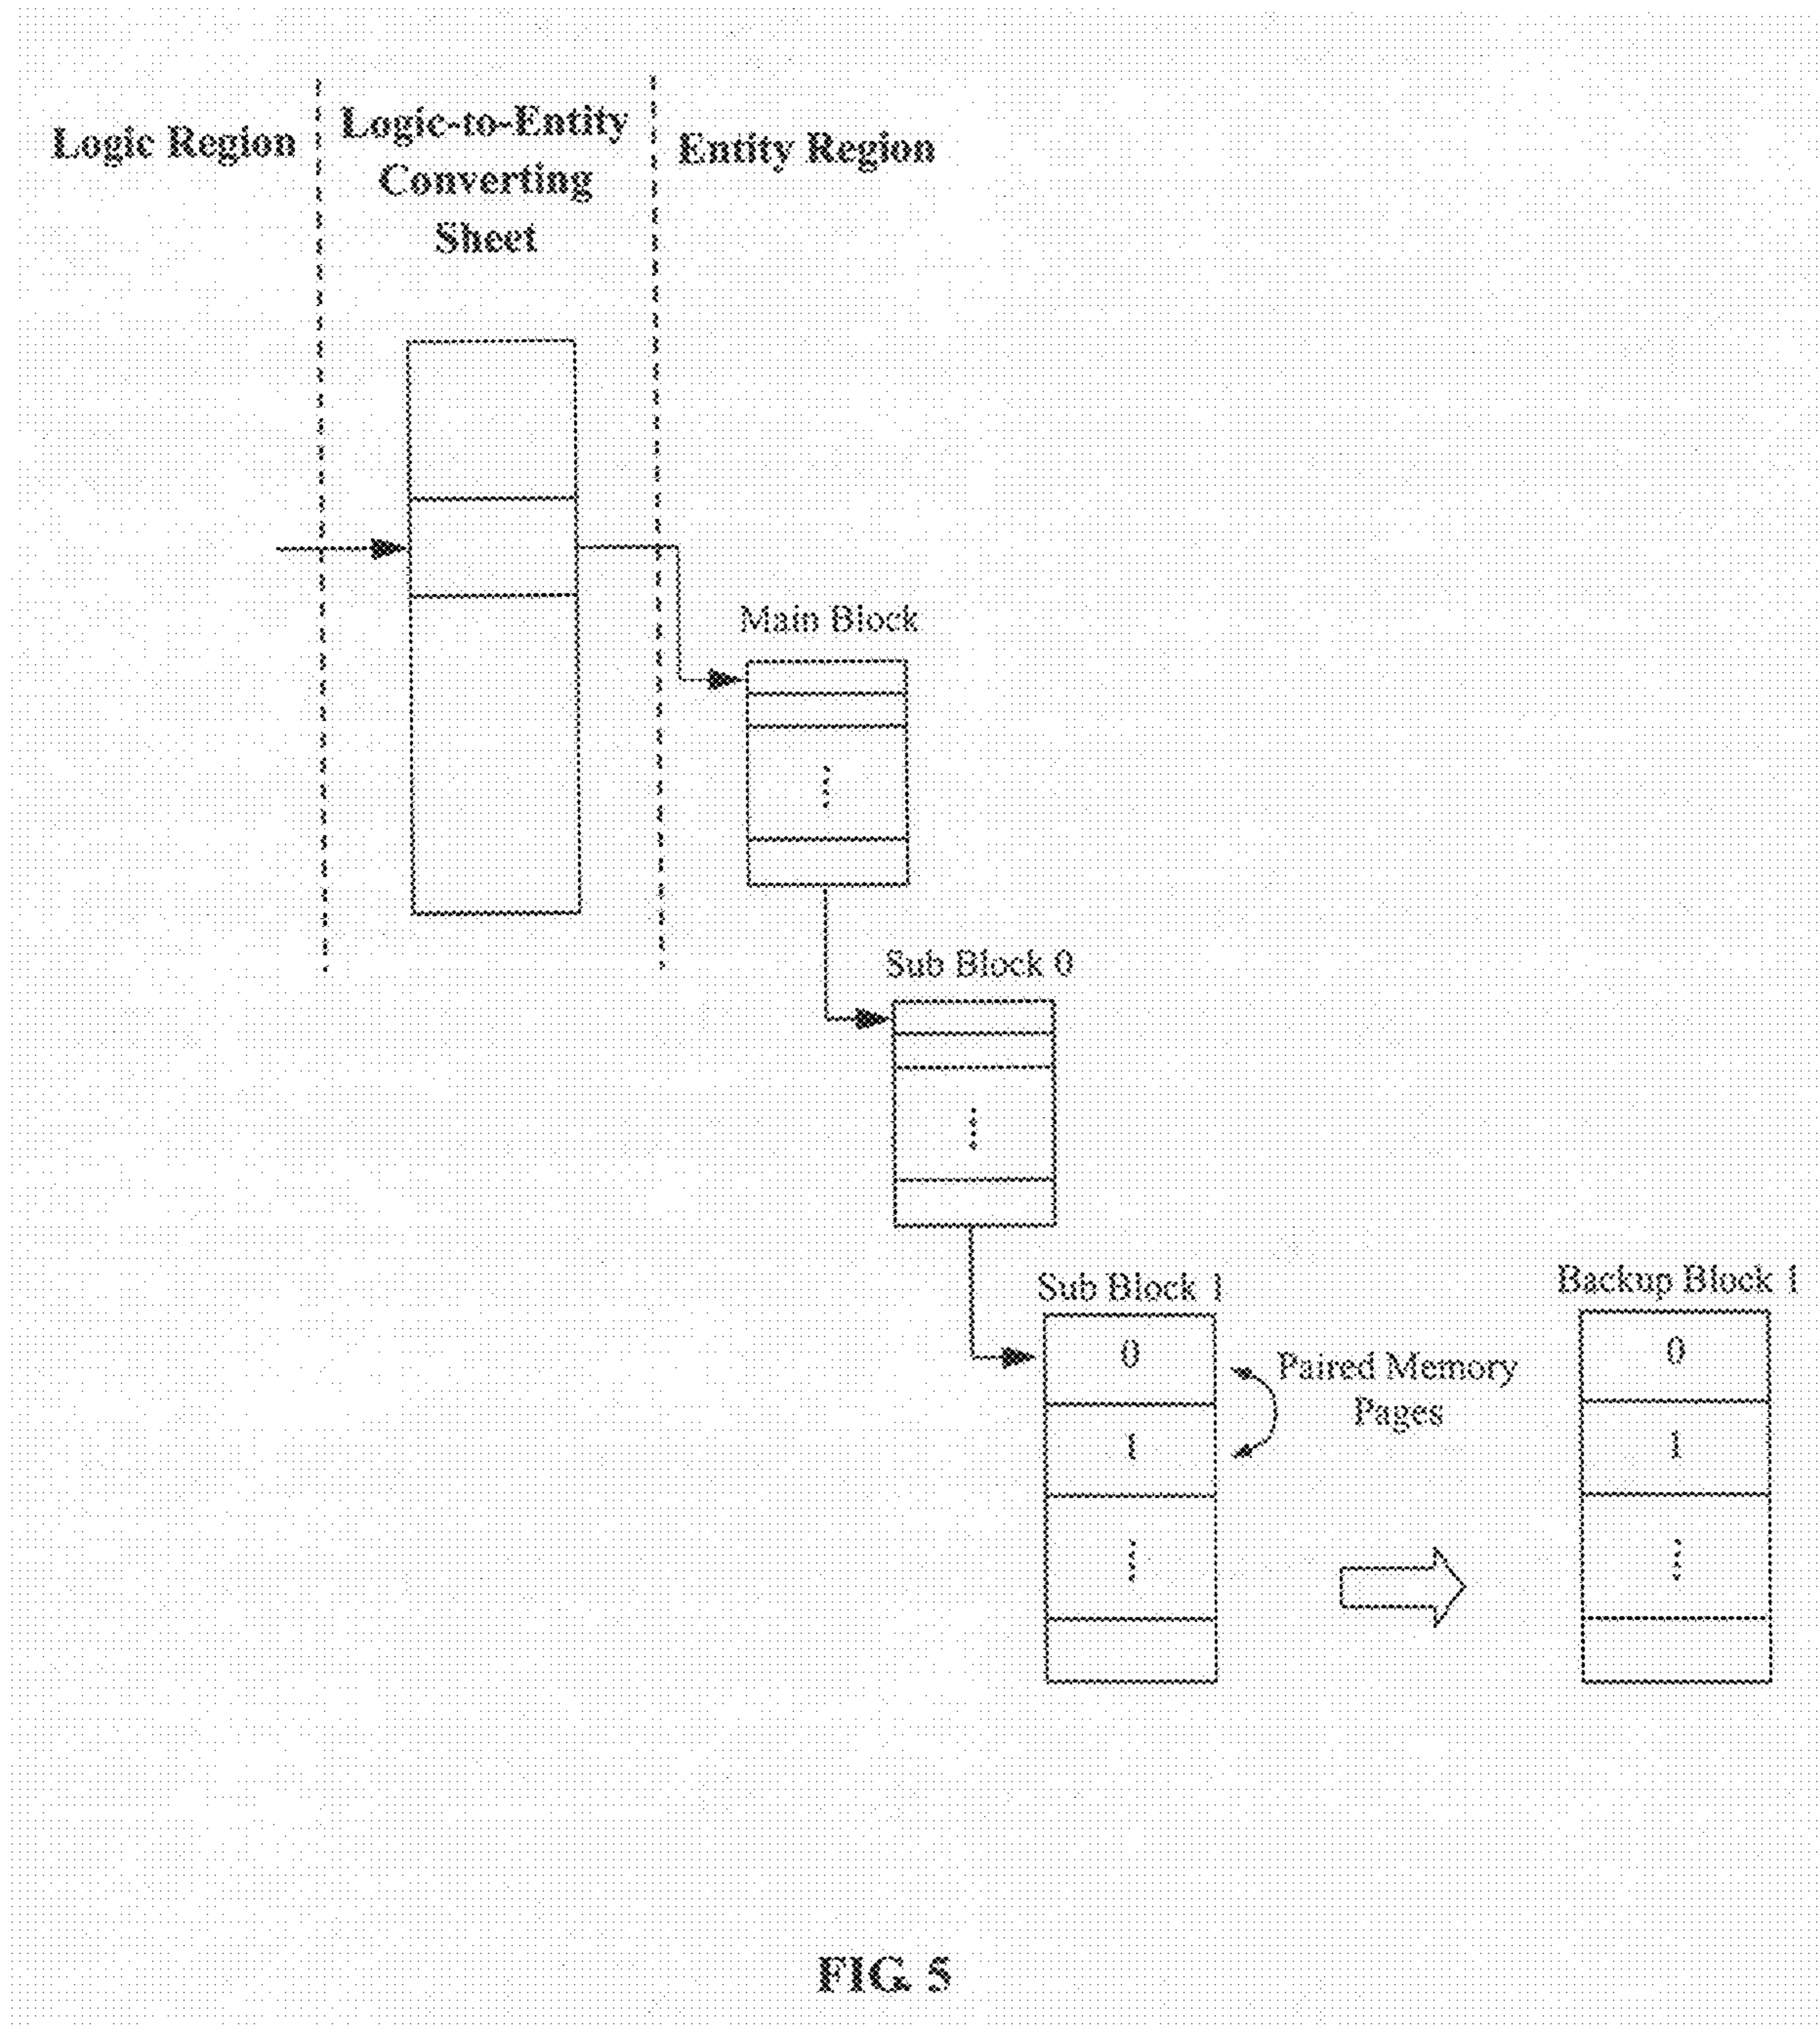 Logic Region
Logic-to-Entity
Converting
Sheet
Entity Region
Main Block
Sub Block 0
Sub Block 1
0
1
Paired Memory
Pages
Backup Block 1
0
1
FIG. 5